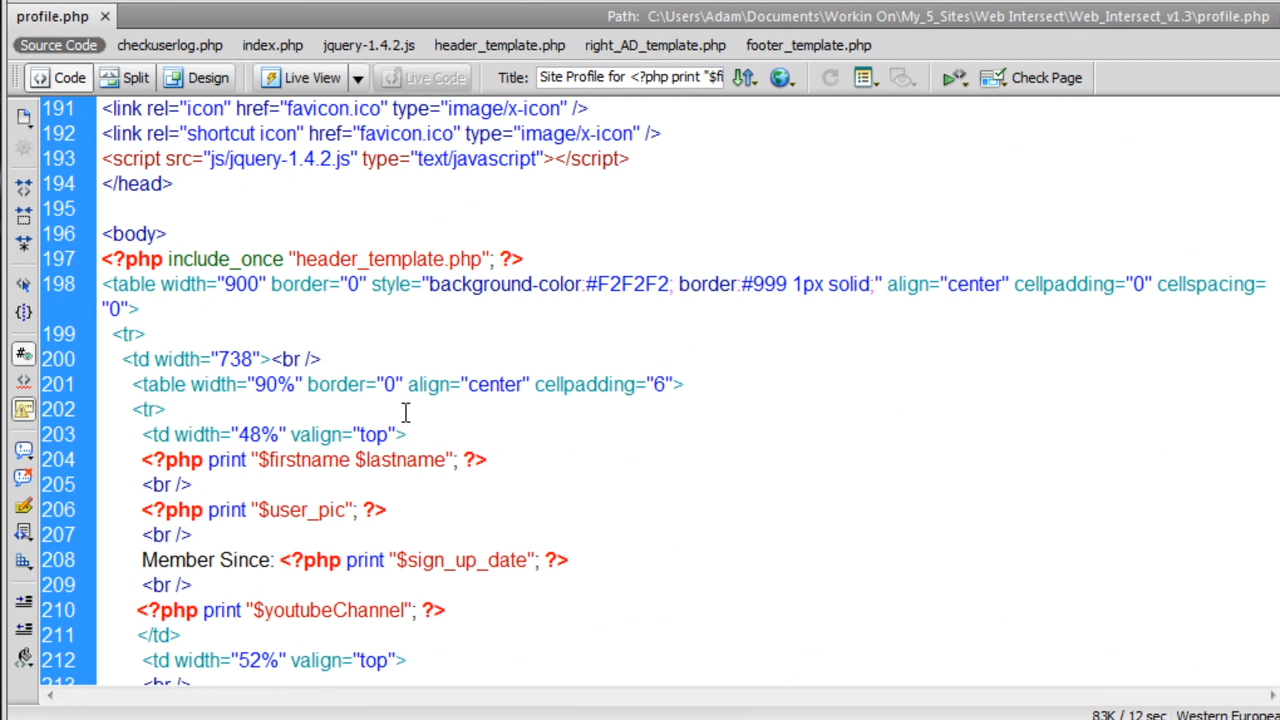 profile.php × Path: C:\Users\Adam\Documents\Workin On\My_5_Sites\Web Intersect\Web_Intersect_v1.3\profile.php
Source Code checkuserlog.php index.php jquery-1.4.2.js header_template.php right_AD_template.php footer_template.php
Code Split Design Live View Live Code Title: Site Profile for <?php print "$fi Check Page
191 <link rel="icon" href="favicon.ico" type="image/x-icon" />
192 <link rel="shortcut icon" href="favicon.ico" type="image/x-icon" />
193 <script src="js/jquery-1.4.2.js" type="text/javascript"></script>
194 </head>
195
196 <body>
197 <?php include_once "header_template.php"; ?>
198 <table width="900" border="0" style="background-color:#F2F2F2; border:#999 1px solid;" align="center" cellpadding="0" cellspacing=
"0">
199 <tr>
200 <td width="738"><br />
201 <table width="90%" border="0" align="center" cellpadding="6">
202 <tr>
203 <td width="48%" valign="top">
204 <?php print "$firstname $lastname"; ?>
205 <br />
206 <?php print "$user_pic"; ?>
207 <br />
208 Member Since: <?php print "$sign_up_date"; ?>
209 <br />
210 <?php print "$youtubeChannel"; ?>
211 </td>
212 <td width="52%" valign="top">
213 <br />
83K / 12 sec Western European